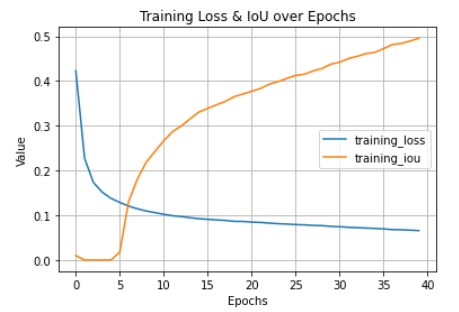 Training Loss & IoU over Epochs
0.5
0.4
0.3
0.2
0.1
0.0
Value
training_loss
training_iou
0 5 10 15 20 25 30 35 40
Epochs